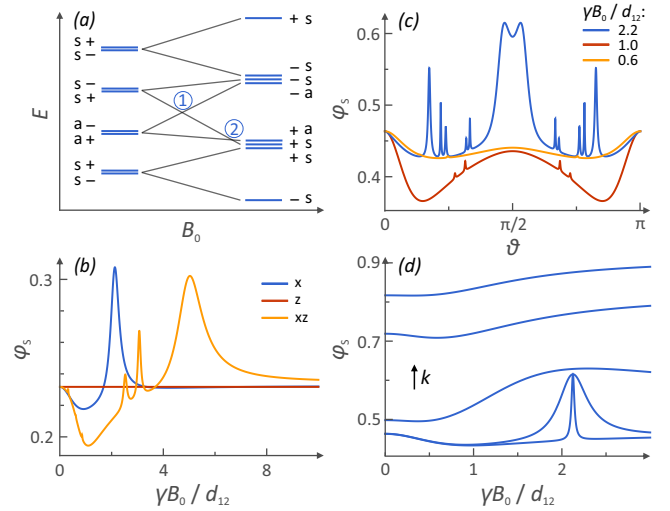 (a)
s +
s −
s −
s +
a −
a +
s +
s −
+ s
− s
− s
− a
+ a
+ s
+ s
− s
①
②
E
B₀
(c)
γB₀ / d₁₂:
2.2
1.0
0.6
φₛ
0.6
0.5
0.4
0
π/2
π
ϑ
(b)
x
z
xz
φₛ
0.3
0.2
0
4
8
γB₀ / d₁₂
(d)
k
φₛ
0.9
0.7
0.5
0
1
2
γB₀ / d₁₂